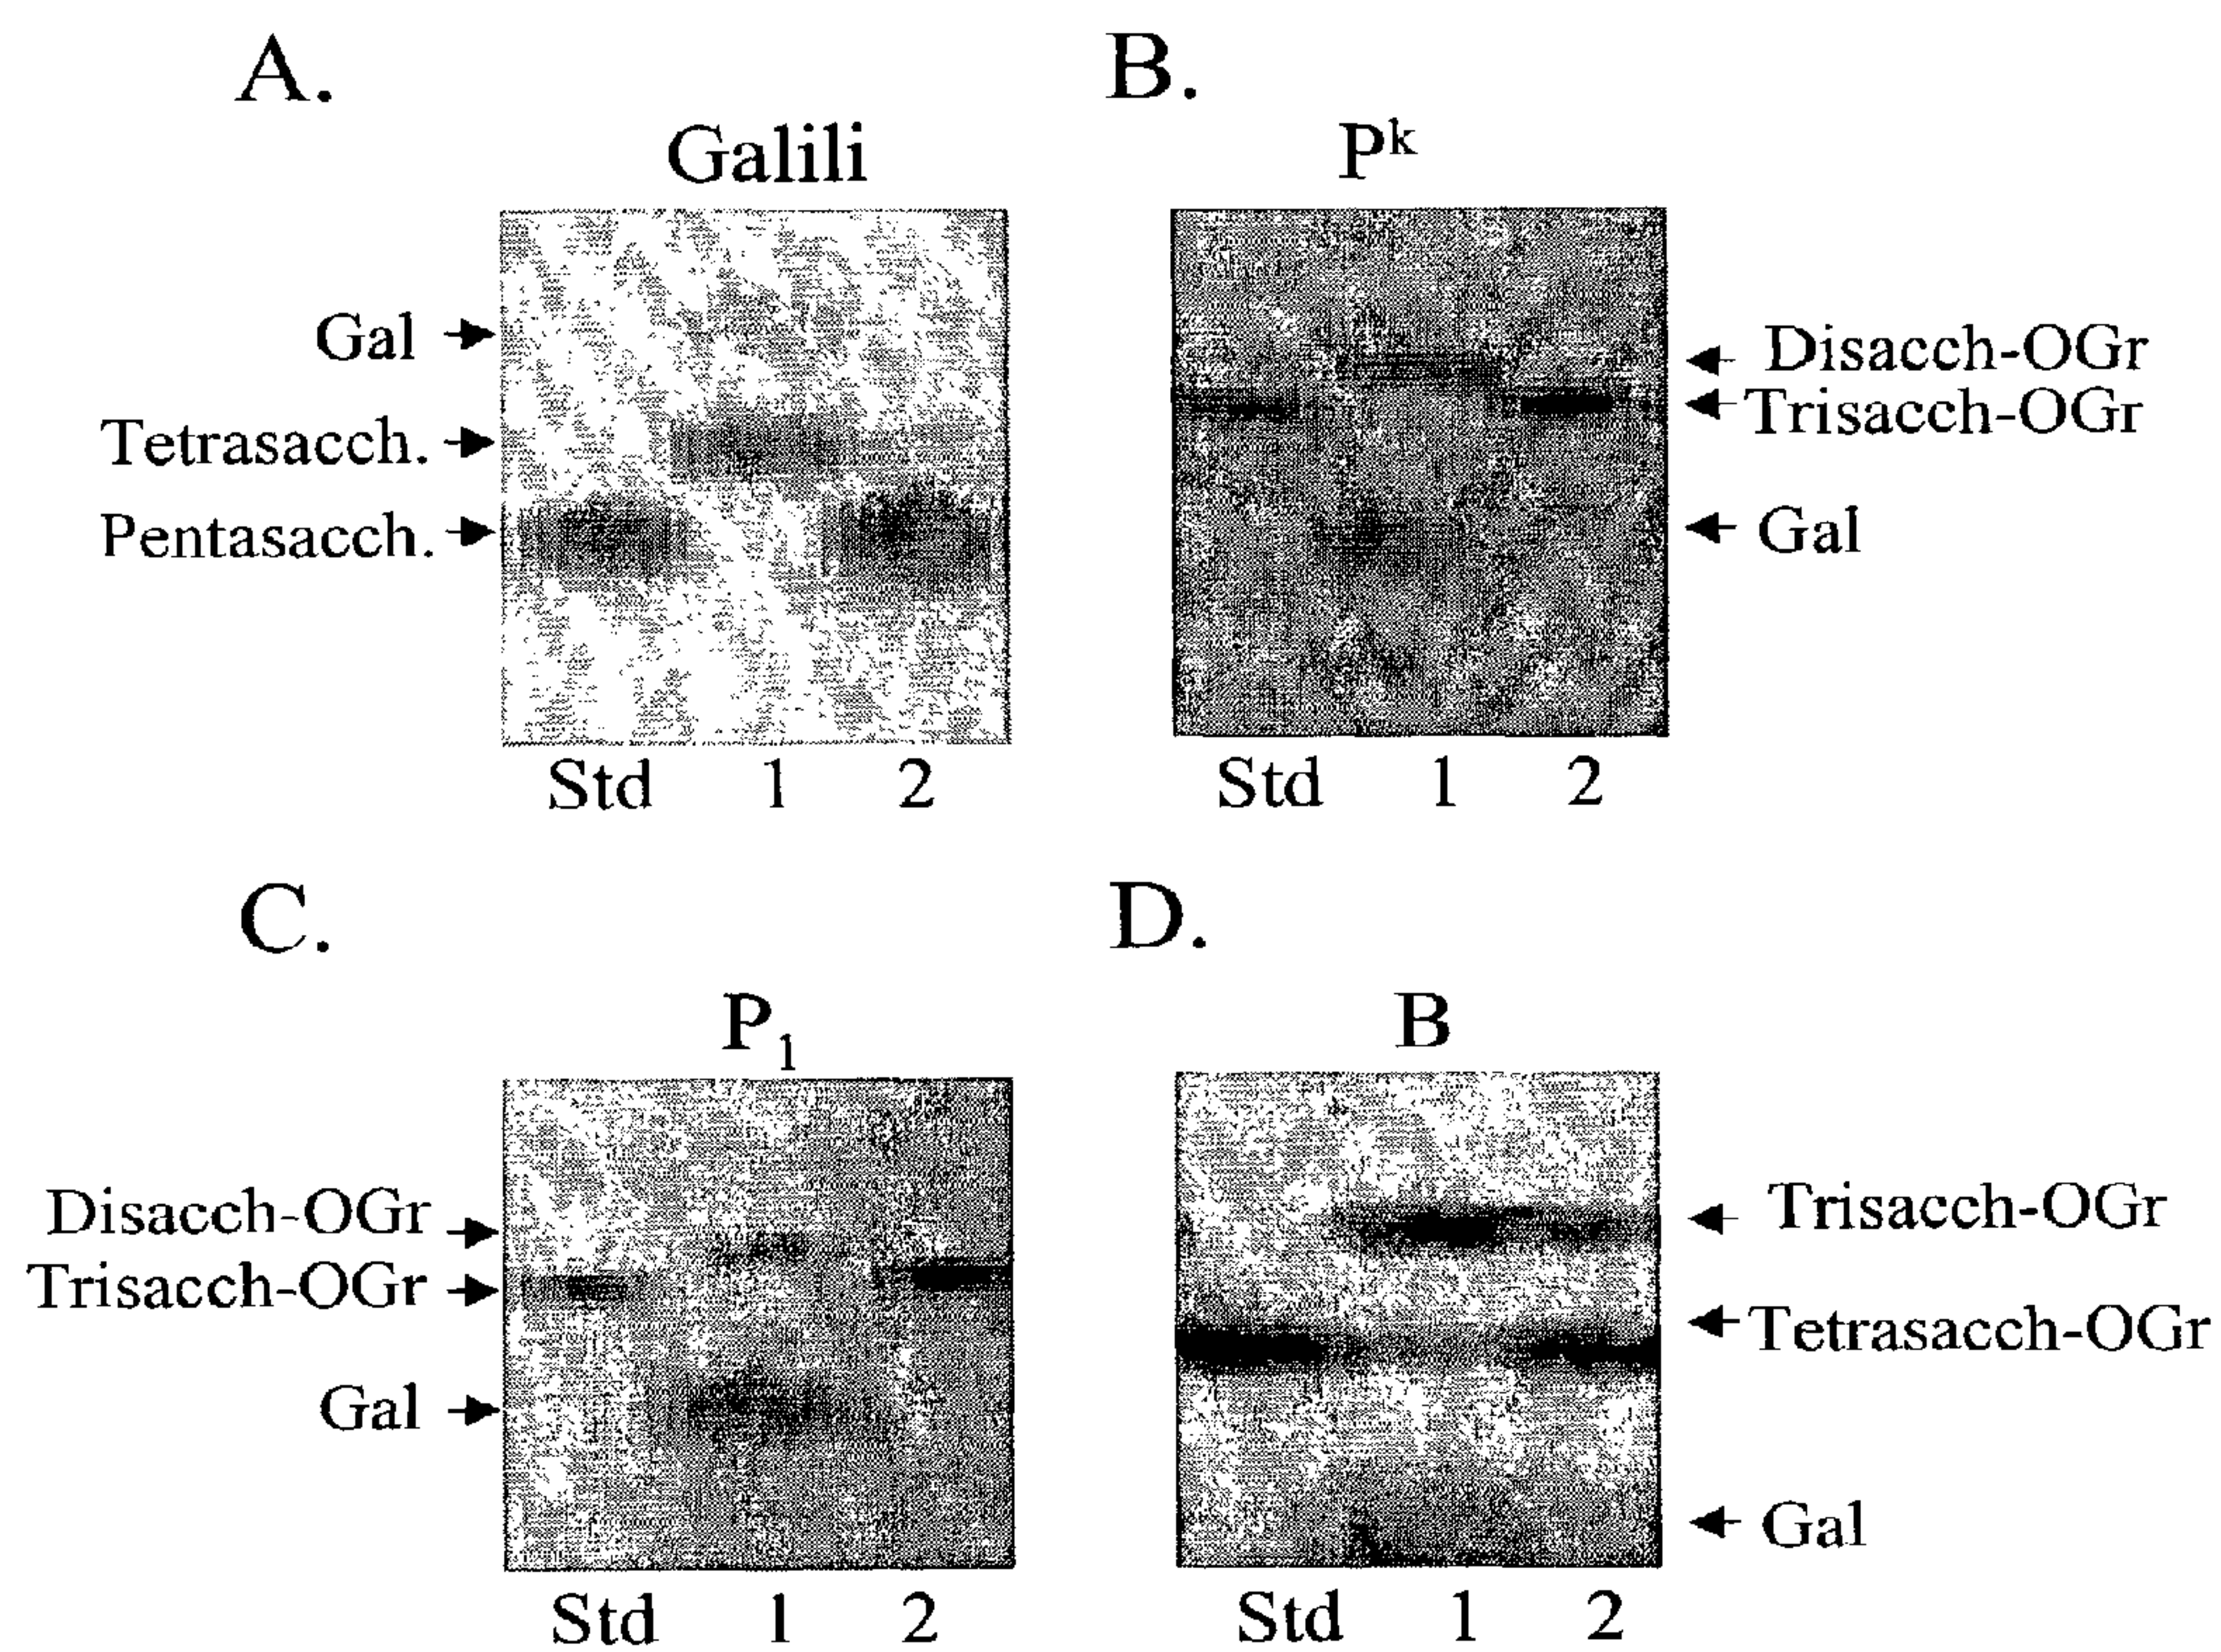 A.
Galili
Gal
Tetrasacch.
Pentasacch.
Std 1 2
B.
Pᵏ
Disacch-OGr
Trisacch-OGr
Gal
Std 1 2
C.
P₁
Disacch-OGr
Trisacch-OGr
Gal
Std 1 2
D.
B
Trisacch-OGr
Tetrasacch-OGr
Gal
Std 1 2